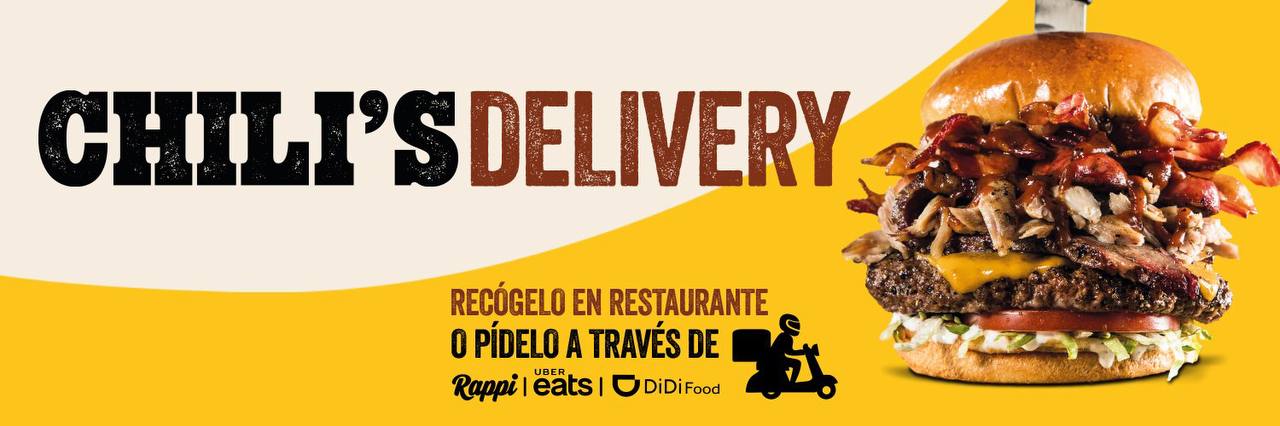 CHILI'S DELIVERY
RECÓGELO EN RESTAURANTE
O PÍDELO A TRAVÉS DE
Rappi | UBER eats | DiDi Food